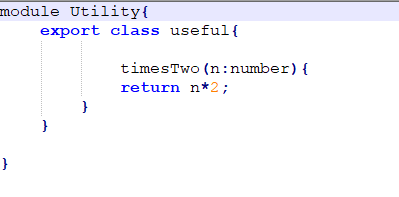 module Utility{
export class useful{
timesTwo(n:number){
return n*2;
}
}
}